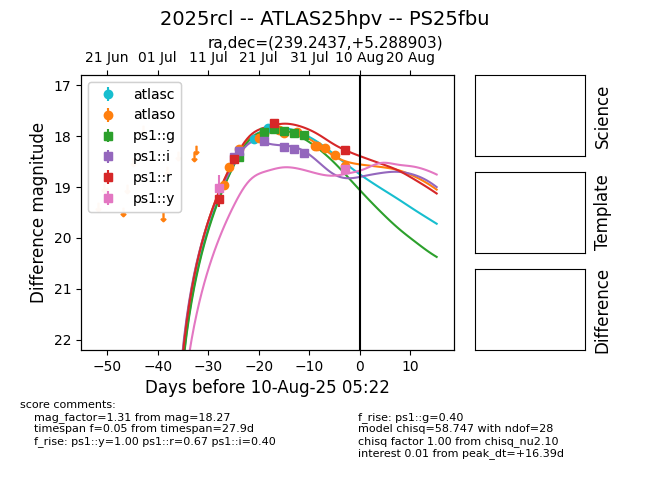 2025rcl -- ATLAS25hpv -- PS25fbu
ra,dec=(239.2437,+5.288903)
21 Jun 01 Jul 11 Jul 21 Jul 31 Jul 10 Aug 20 Aug
17
18
19
20
21
22
Difference magnitude
atlasc
atlaso
ps1::g
ps1::i
ps1::r
ps1::y
−50 −40 −30 −20 −10 0 10
Days before 10-Aug-25 05:22
Science
Template
Difference
score comments:
mag_factor=1.31 from mag=18.27
timespan f=0.05 from timespan=27.9d
f_rise: ps1::y=1.00 ps1::r=0.67 ps1::i=0.40
f_rise: ps1::g=0.40
model chisq=58.747 with ndof=28
chisq factor 1.00 from chisq_nu2.10
interest 0.01 from peak_dt=+16.39d